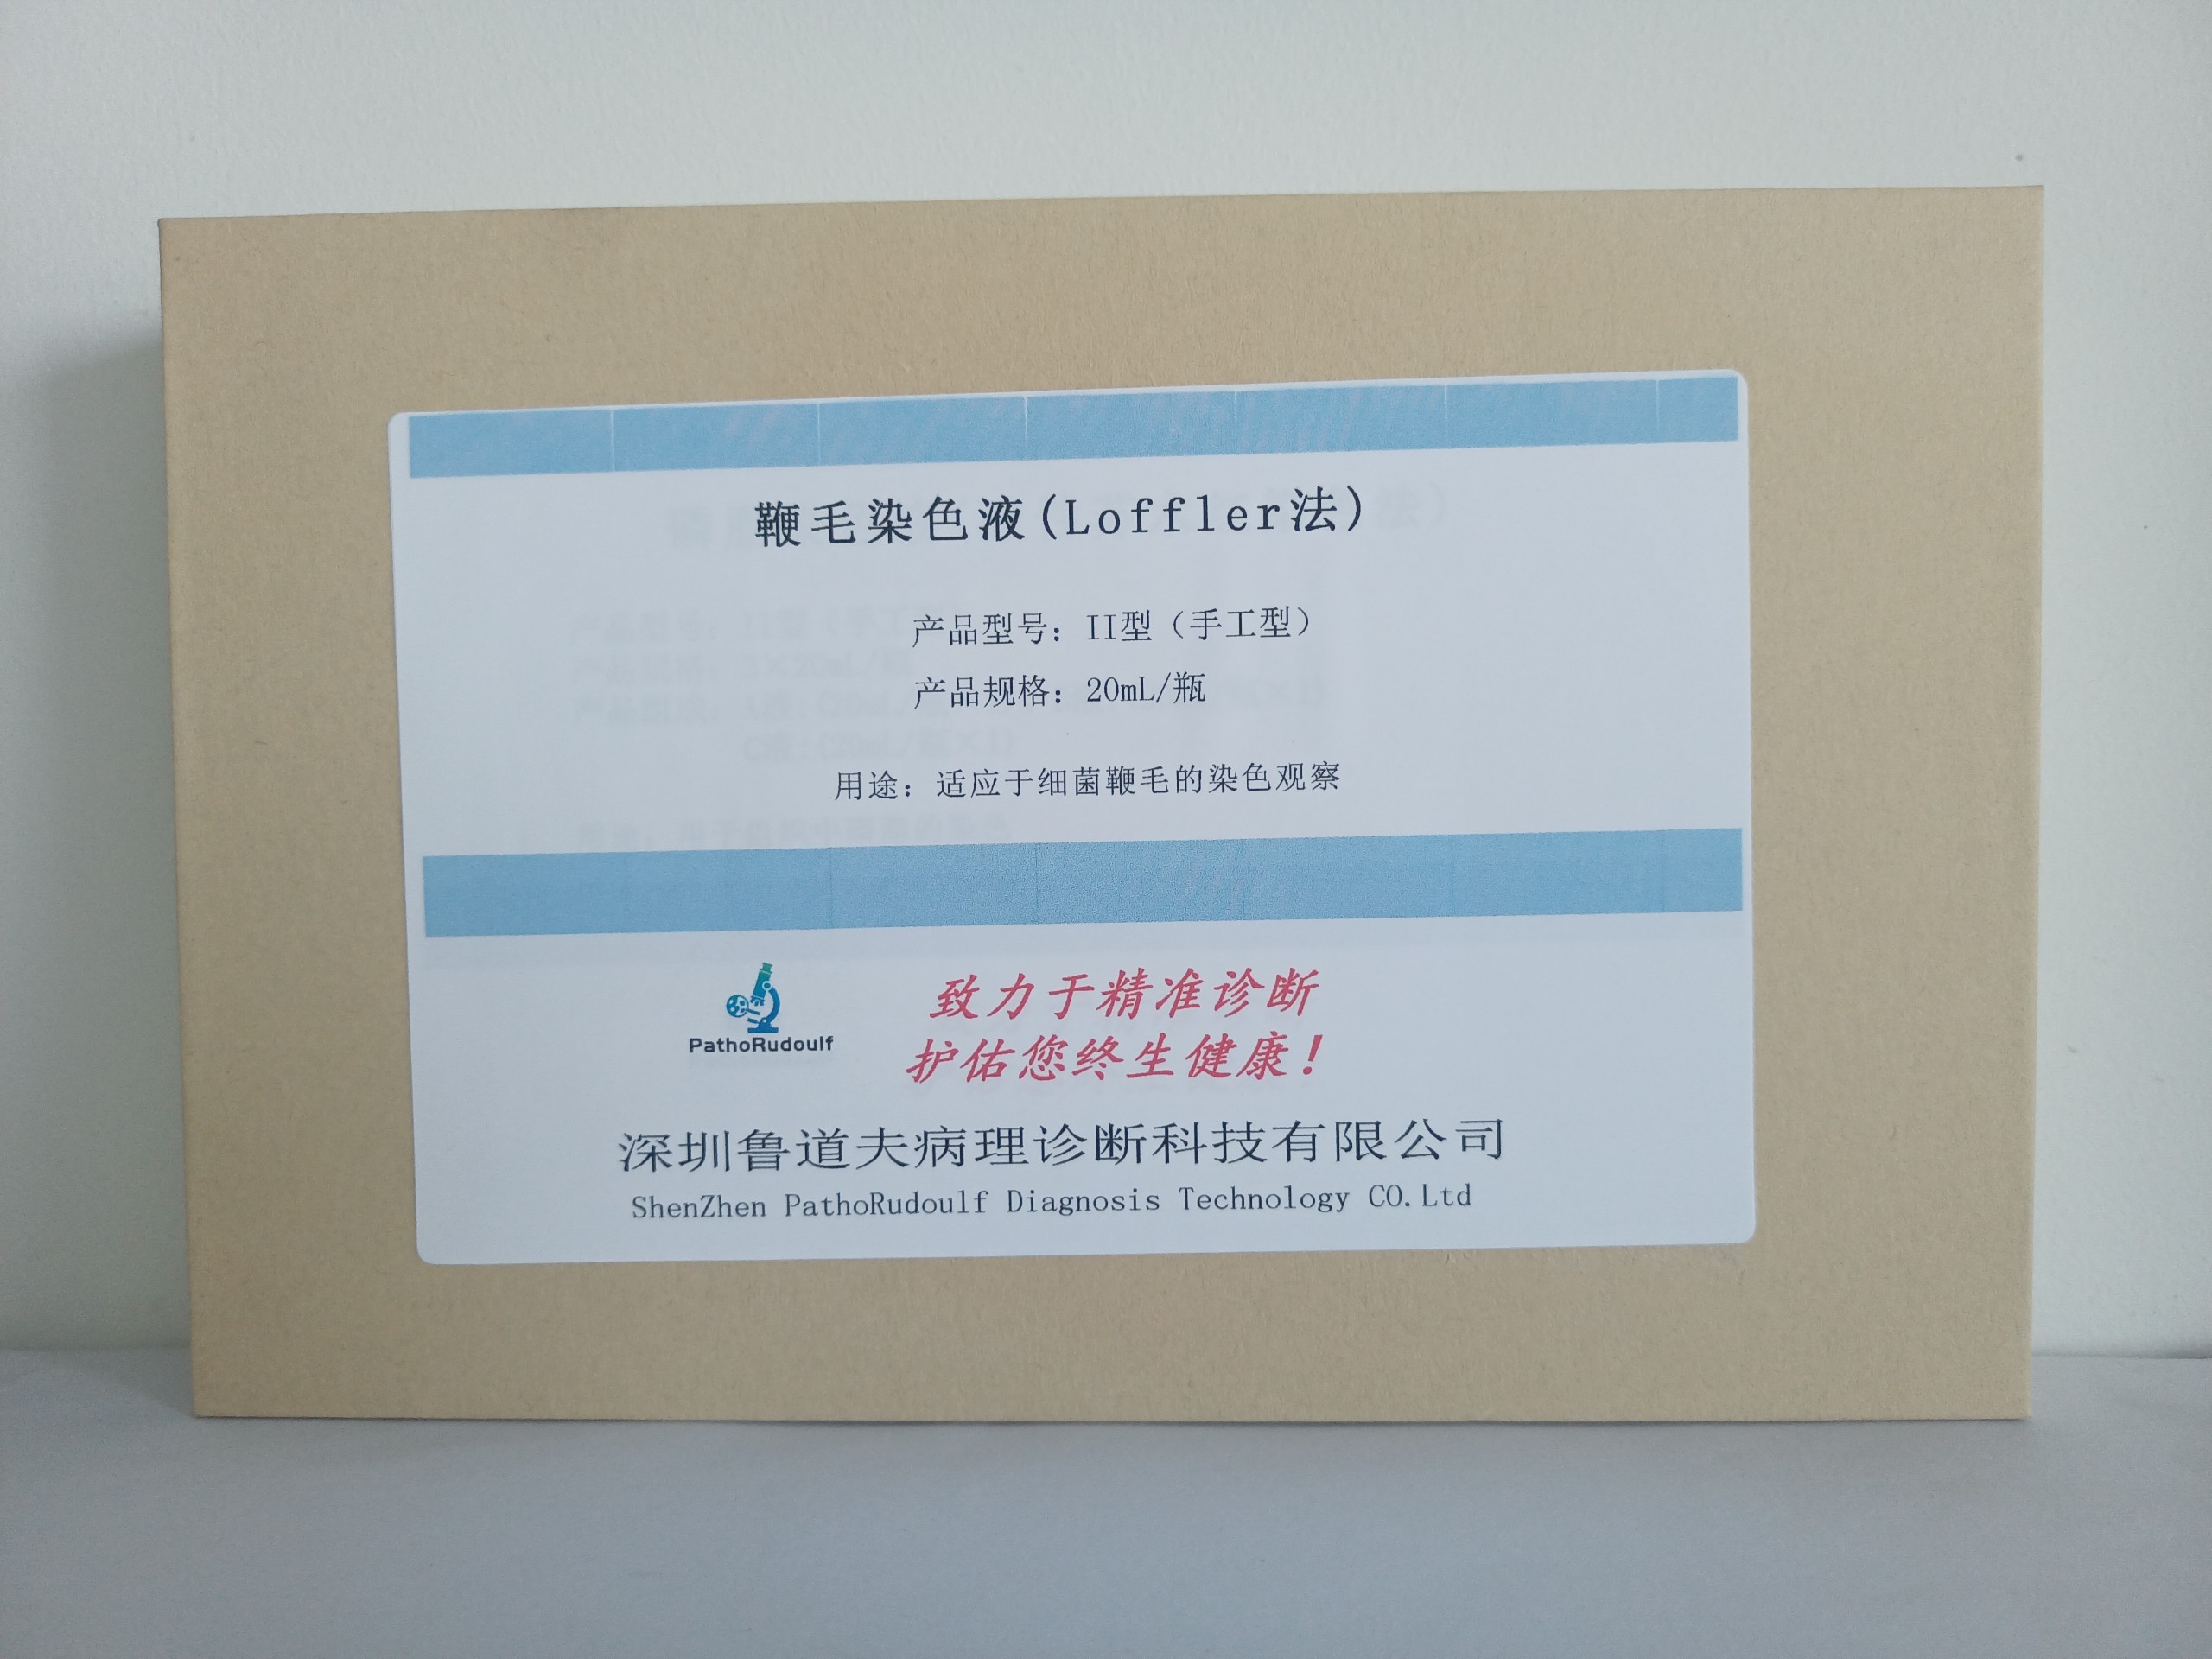 鞭毛染色液(Loffler法)
产品型号：II型（手工型）
产品规格：20mL/瓶
用途：适应于细菌鞭毛的染色观察
PathoRudoulf
致力于精准诊断
护佑您终生健康！
深圳鲁道夫病理诊断科技有限公司
ShenZhen PathoRudoulf Diagnosis Technology CO.Ltd